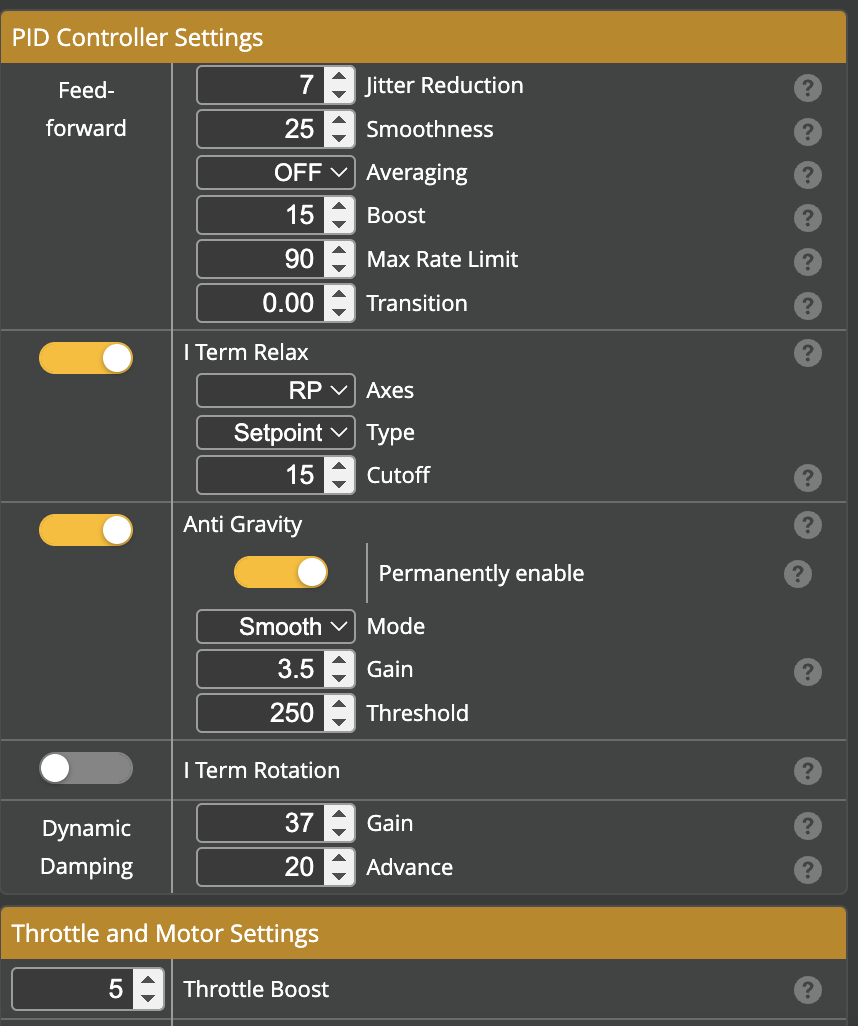 PID Controller Settings
Feed-
forward
7 Jitter Reduction ?
25 Smoothness ?
OFF Averaging ?
15 Boost ?
90 Max Rate Limit ?
0.00 Transition ?
I Term Relax ?
RP Axes
Setpoint Type
15 Cutoff ?
Anti Gravity ?
Permanently enable ?
Smooth Mode
3.5 Gain ?
250 Threshold
I Term Rotation ?
Dynamic
Damping
37 Gain ?
20 Advance ?
Throttle and Motor Settings
5 Throttle Boost ?